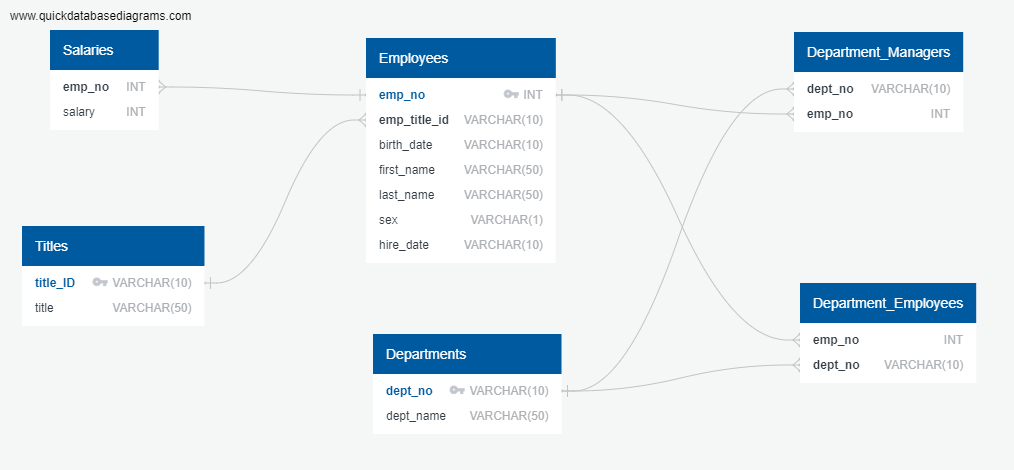 www.quickdatabasediagrams.com
Salaries
emp_no INT
salary INT
Employees
emp_no INT
emp_title_id VARCHAR(10)
birth_date VARCHAR(10)
first_name VARCHAR(50)
last_name VARCHAR(50)
sex VARCHAR(1)
hire_date VARCHAR(10)
Department_Managers
dept_no VARCHAR(10)
emp_no INT
Titles
title_ID VARCHAR(10)
title VARCHAR(50)
Departments
dept_no VARCHAR(10)
dept_name VARCHAR(50)
Department_Employees
emp_no INT
dept_no VARCHAR(10)